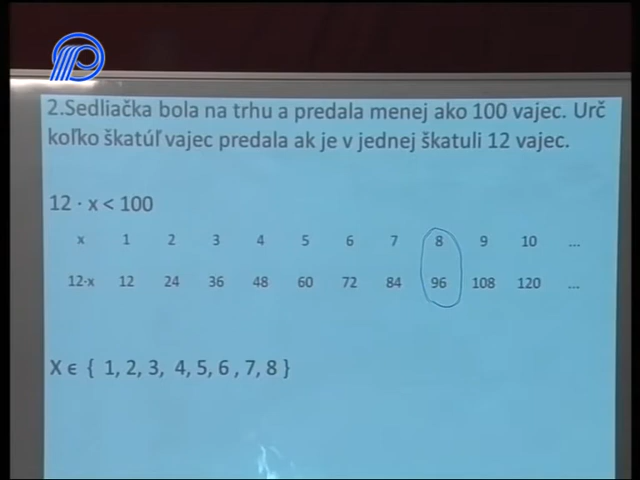 2.Sedliačka bola na trhu a predala menej ako 100 vajec. Urč
koľko škatúľ vajec predala ak je v jednej škatuli 12 vajec.
12 · x < 100
x 1 2 3 4 5 6 7 8 9 10 ...
12·x 12 24 36 48 60 72 84 96 108 120 ...
X ϵ { 1, 2, 3, 4, 5, 6 , 7, 8 }